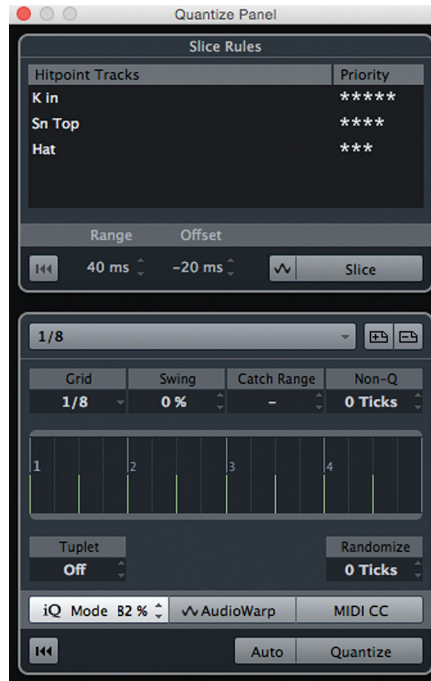 Quantize Panel
Slice Rules
Hitpoint Tracks Priority
K in *****
Sn Top ****
Hat ***
Range Offset
40 ms -20 ms Slice
1/8
Grid Swing Catch Range Non-Q
1/8 0 % – 0 Ticks
1 2 3 4
Tuplet Randomize
Off 0 Ticks
iQ Mode 82 % AudioWarp MIDI CC
Auto Quantize